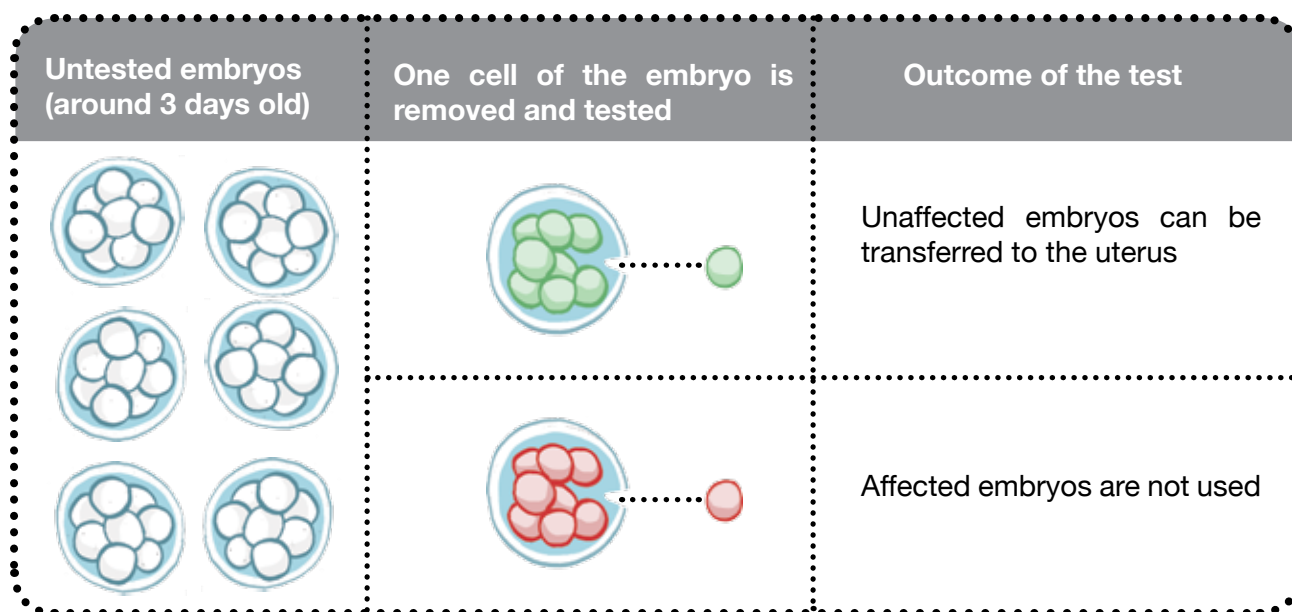 Untested embryos
(around 3 days old)
One cell of the embryo is
removed and tested
Outcome of the test
Unaffected embryos can be
transferred to the uterus
Affected embryos are not used